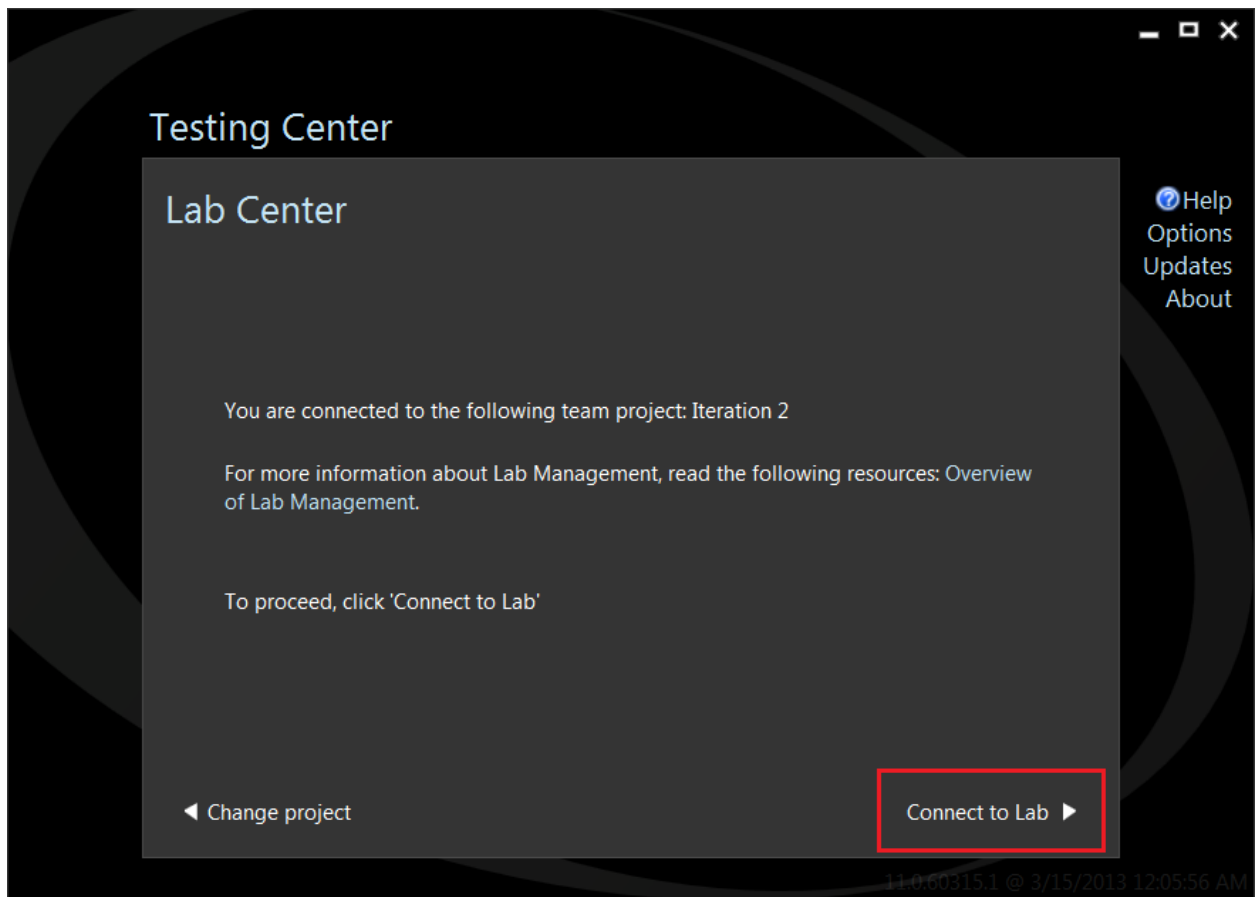 Testing Center
Lab Center
Help
Options
Updates
About
You are connected to the following team project: Iteration 2
For more information about Lab Management, read the following resources: Overview
of Lab Management.
To proceed, click 'Connect to Lab'
Change project
Connect to Lab
11.0.60315.1 @ 3/15/2013 12:05:56 AM